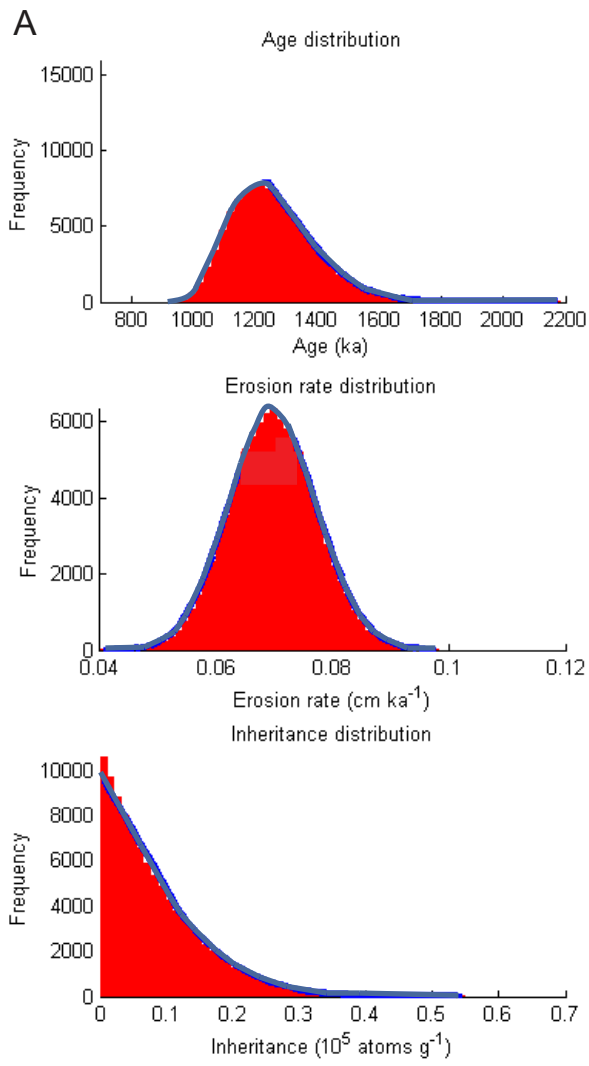 A
Age distribution
15000
10000
5000
0
Frequency
800 1000 1200 1400 1600 1800 2000 2200
Age (ka)
Erosion rate distribution
6000
4000
2000
0
Frequency
0.04 0.06 0.08 0.1 0.12
Erosion rate (cm ka⁻¹)
Inheritance distribution
10000
8000
6000
4000
2000
0
Frequency
0 0.1 0.2 0.3 0.4 0.5 0.6 0.7
Inheritance (10⁵ atoms g⁻¹)